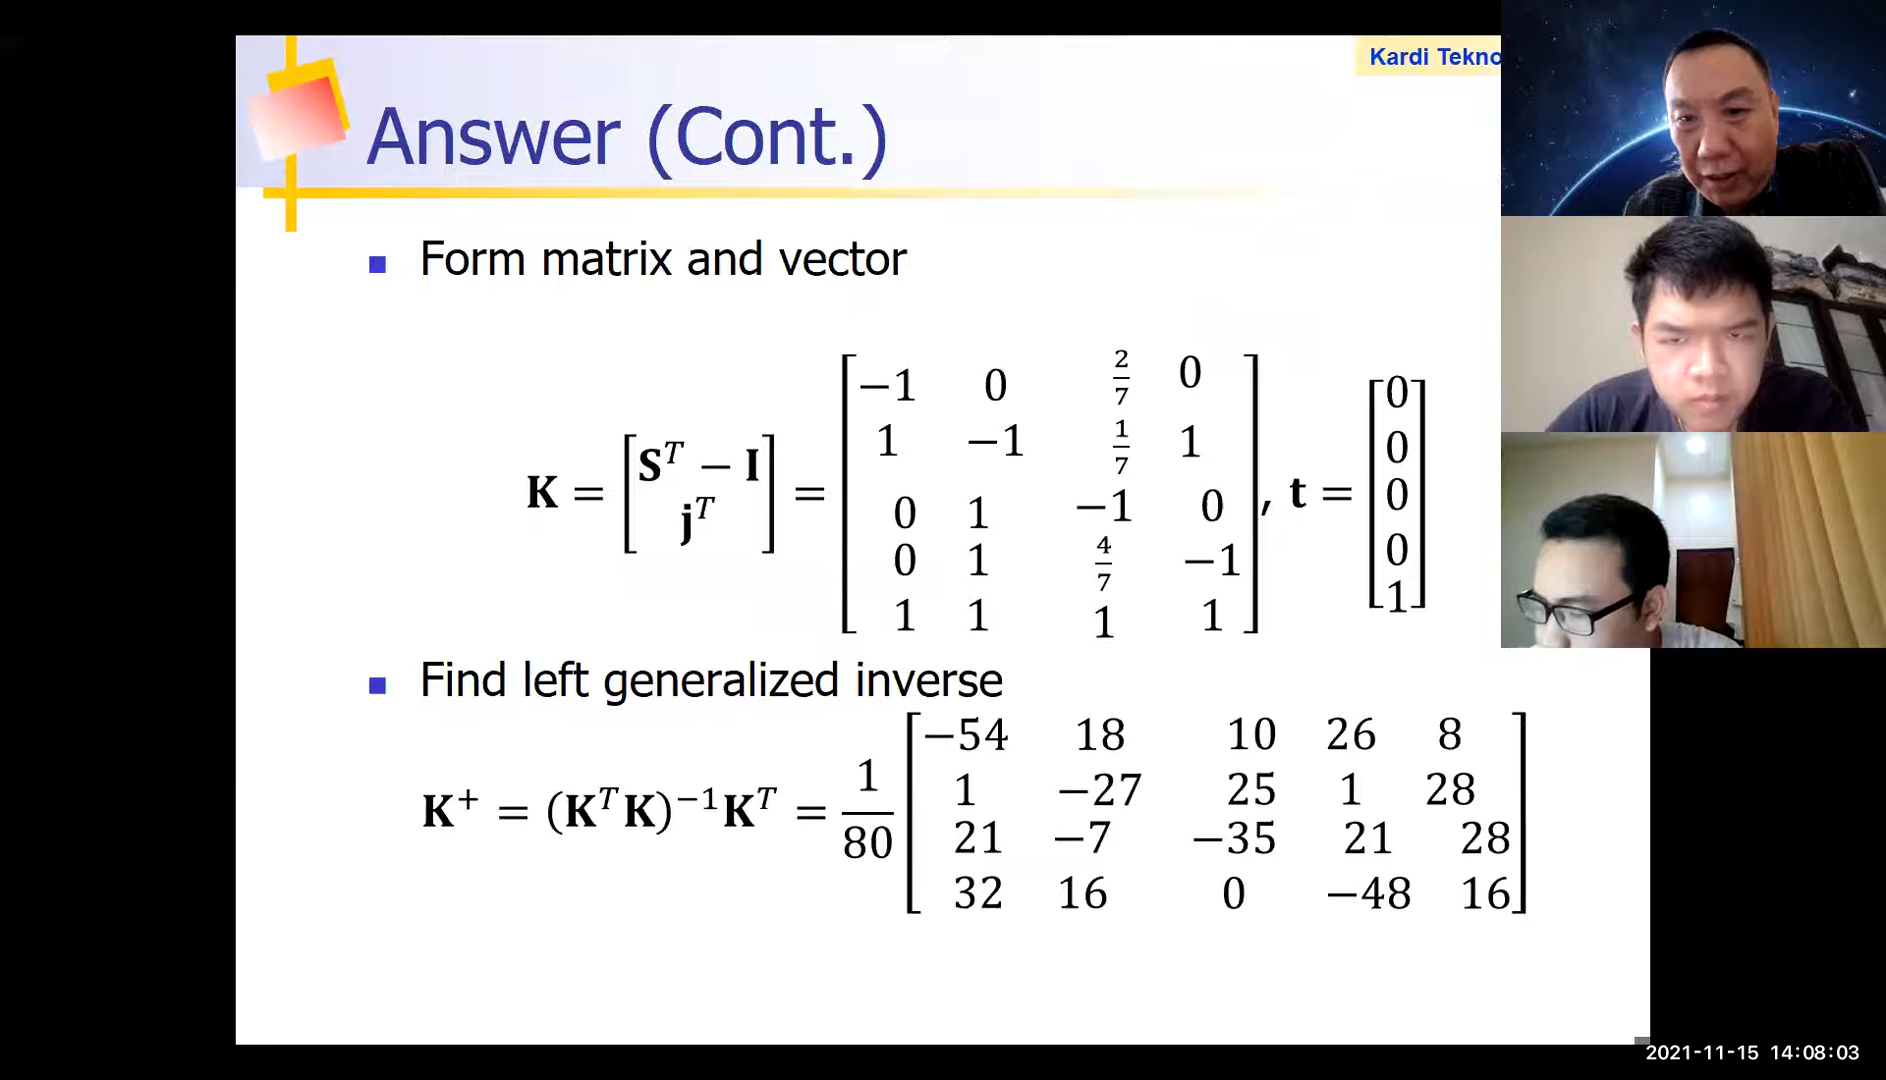 Kardi Tekno
Answer (Cont.)
Form matrix and vector
K = [ S^T − I ; j^T ] = [ −1 0 2/7 0 ; 1 −1 1/7 1 ; 0 1 −1 0 ; 0 1 4/7 −1 ; 1 1 1 1 ], t = [ 0 ; 0 ; 0 ; 0 ; 1 ]
Find left generalized inverse
K^+ = (K^T K)^−1 K^T = 1/80 [ −54 18 10 26 8 ; 1 −27 25 1 28 ; 21 −7 −35 21 28 ; 32 16 0 −48 16 ]
2021-11-15 14:08:03